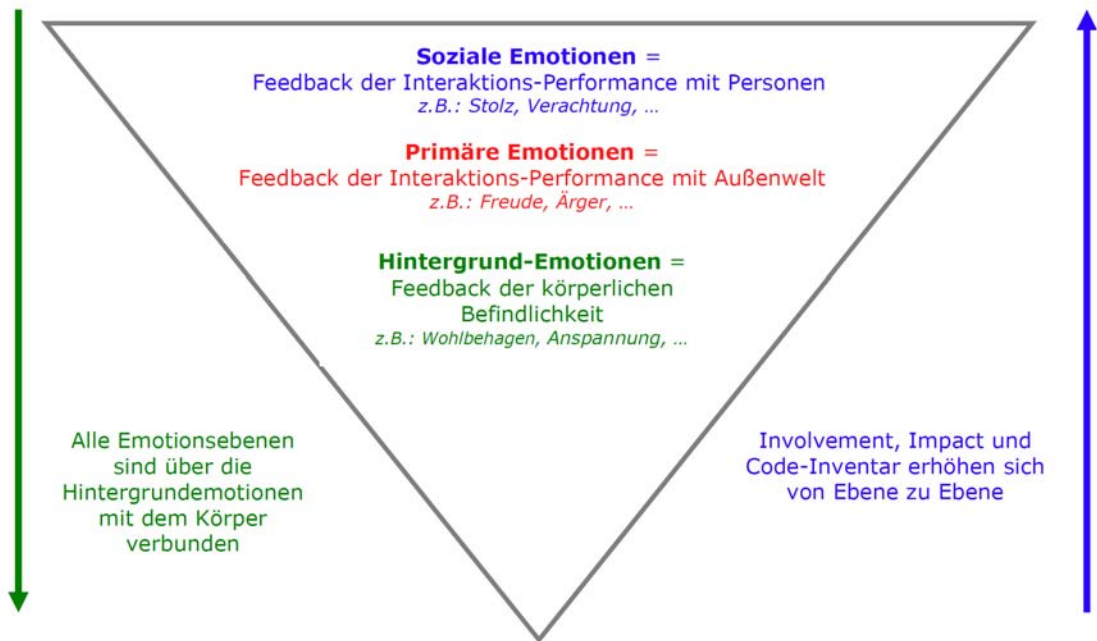 Soziale Emotionen =
Feedback der Interaktions-Performance mit Personen
z.B.: Stolz, Verachtung, ...
Primäre Emotionen =
Feedback der Interaktions-Performance mit Außenwelt
z.B.: Freude, Ärger, ...
Hintergrund-Emotionen =
Feedback der körperlichen
Befindlichkeit
z.B.: Wohlbehagen, Anspannung, ...
Alle Emotionsebenen
sind über die
Hintergrundemotionen
mit dem Körper
verbunden
Involvement, Impact und
Code-Inventar erhöhen sich
von Ebene zu Ebene